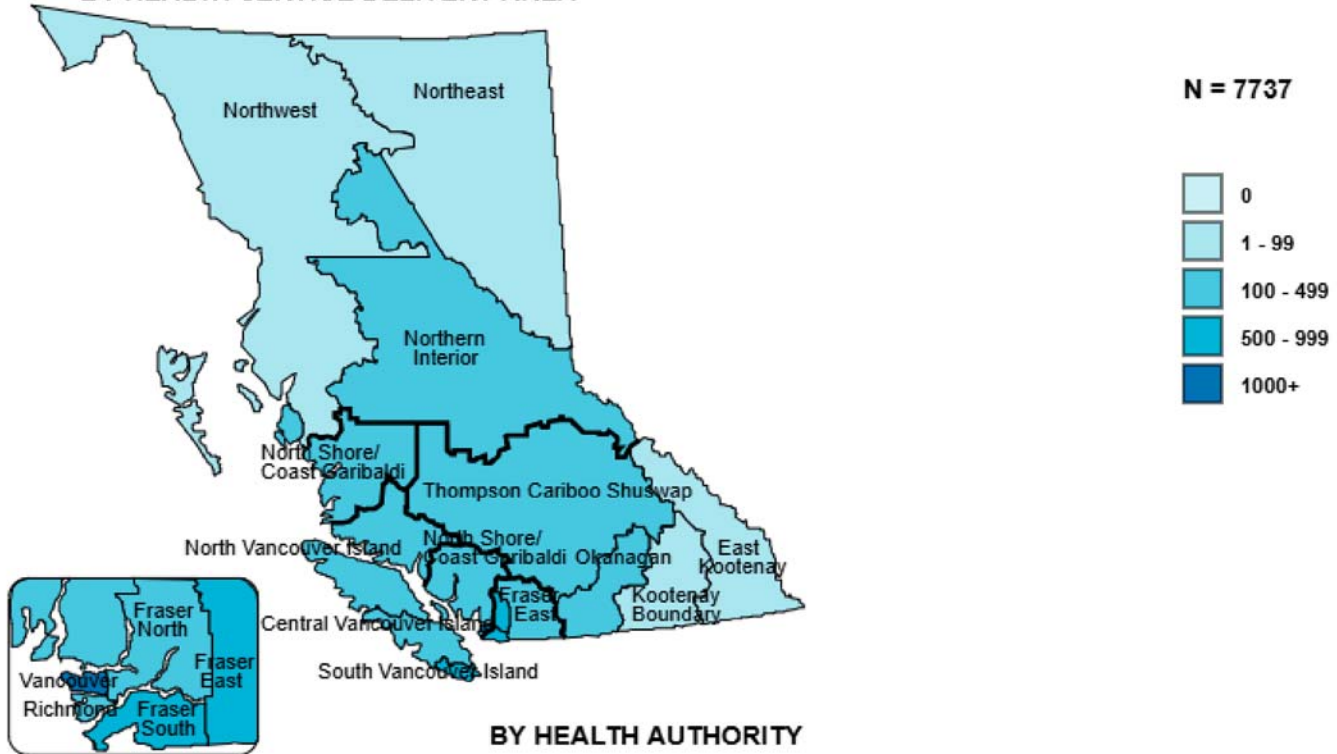 N = 7737
0
1 - 99
100 - 499
500 - 999
1000+
Northwest
Northeast
Northern
Interior
North Shore/
Coast Garibaldi
Thompson Cariboo Shuswap
North Vancouver Island
North Shore/
Coast Garibaldi
Okanagan
East
Kootenay
Kootenay
Boundary
Fraser
East
Central Vancouver Island
South Vancouver Island
Fraser
North
Fraser
East
Vancouver
Richmond
Fraser
South
BY HEALTH AUTHORITY